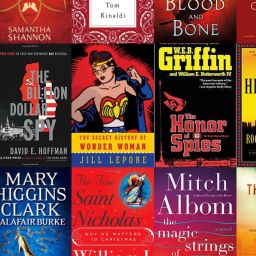 SAMANTHA
SHANNON
Tom
Rinaldi
BLOOD
AND
BONE
THE
BILLION
DOLLAR
SPY
DAVID E. HOFFMAN
THE SECRET HISTORY OF
WONDER WOMAN
JILL LEPORE
W.E.B.
Griffin
and William E. Butterworth IV
The Honor
of Spies
MARY
HIGGINS
CLARK
ALAFAIR BURKE
The True
Saint
Nicholas
WHY HE MATTERS
TO CHRISTMAS
William J.
Mitch
Albom
the
magic
strings of